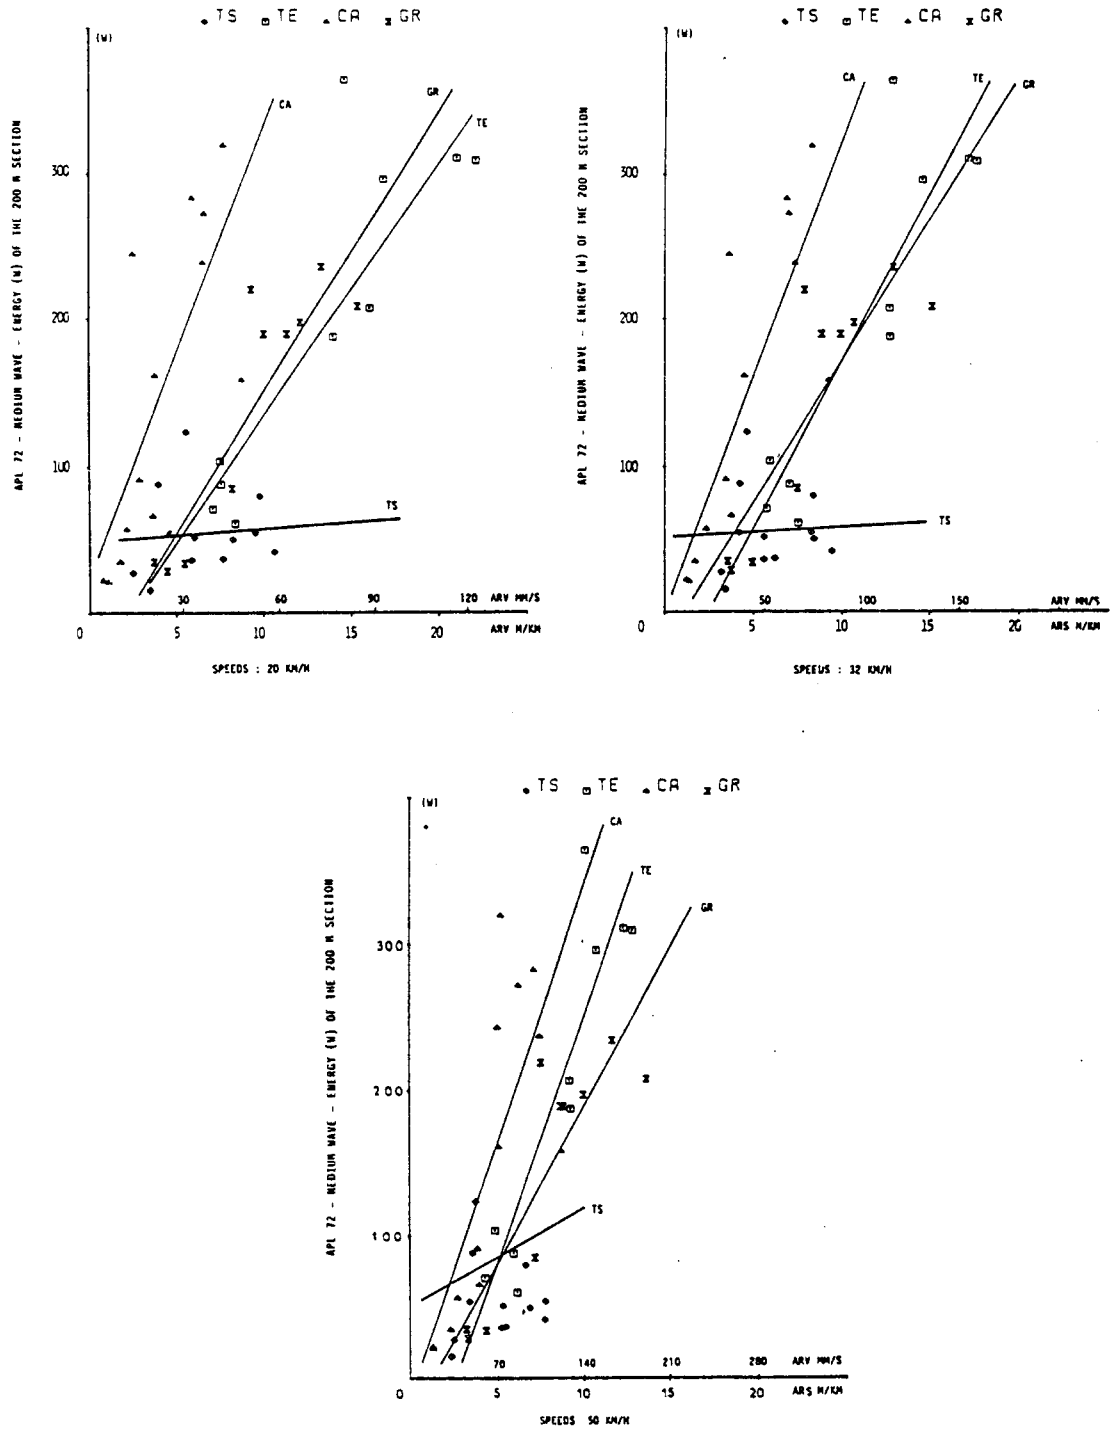 TS TE CA GR
(W)
APL 72 - MEDIUM WAVE - ENERGY (W) OF THE 200 M SECTION
CA
GR
TE
TS
300
200
100
30 60 90 120 ARV MM/S
0 5 10 15 20 ARV M/KM
SPEEDS : 20 KM/H
TS TE CA GR
(W)
APL 72 - MEDIUM WAVE - ENERGY (W) OF THE 200 M SECTION
CA
TE
GR
TS
300
200
100
50 100 150 ARV MM/S
0 5 10 15 20 ARS M/KM
SPEEDS : 32 KM/H
TS TE CA GR
(W)
APL 72 - MEDIUM WAVE - ENERGY (W) OF THE 200 M SECTION
CA
TE
GR
TS
300
200
100
70 140 210 280 ARV MM/S
0 5 10 15 20 ARS M/KM
SPEEDS 50 KM/H